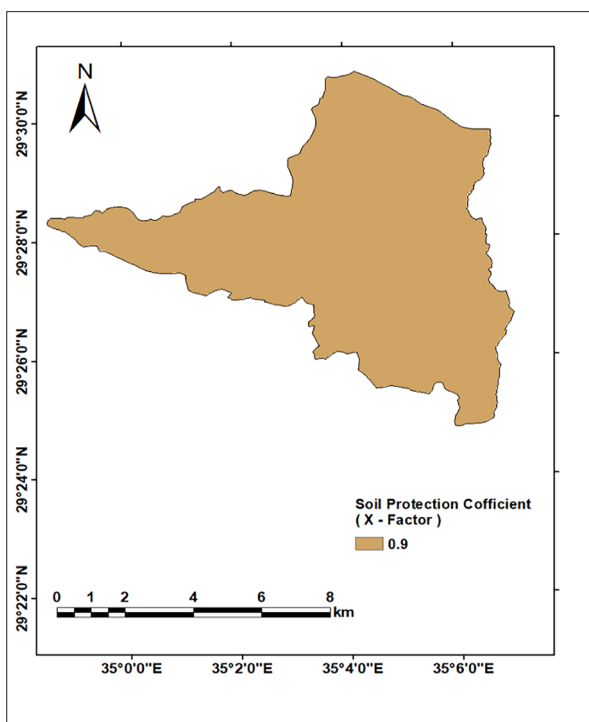 N
29°30'0"N
29°28'0"N
29°26'0"N
29°24'0"N
29°22'0"N
Soil Protection Cofficient
( X - Factor )
0.9
0 1 2 4 6 8
km
35°0'0"E 35°2'0"E 35°4'0"E 35°6'0"E